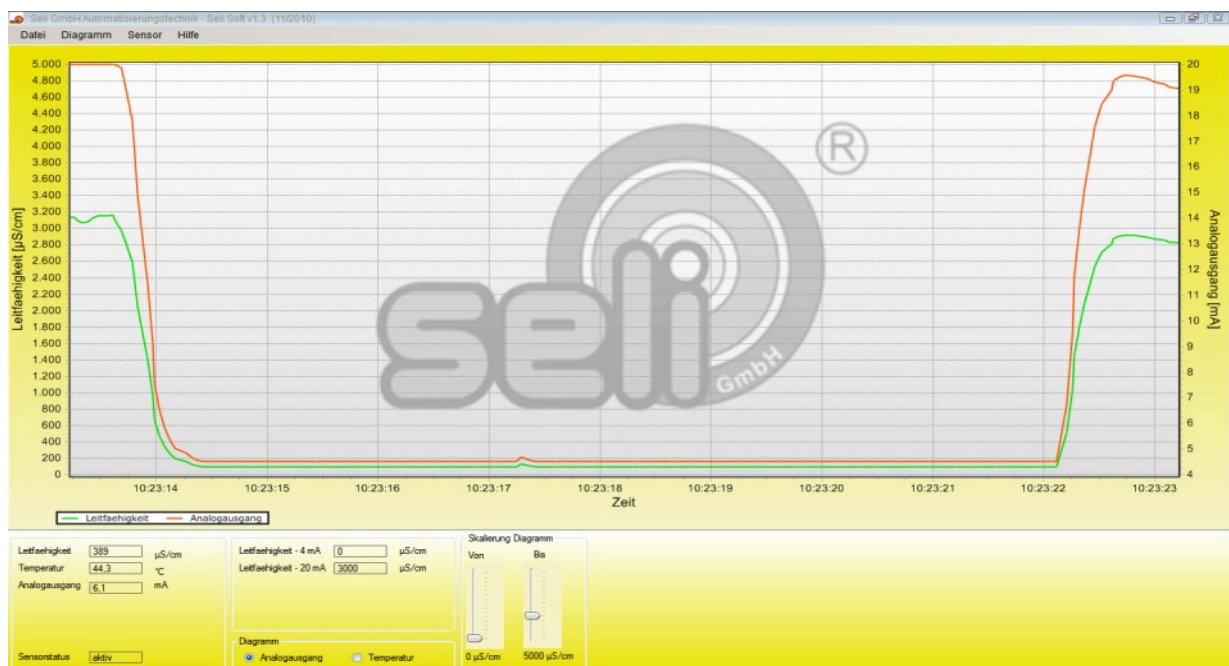 Seli GmbH Automatisierungstechnik - Seli Soft v1.3 (11/2010)
Datei Diagramm Sensor Hilfe
5.000
4.800
4.600
4.400
4.200
4.000
3.800
3.600
3.400
3.200
3.000
2.800
2.600
2.400
2.200
2.000
1.800
1.600
1.400
1.200
1.000
800
600
400
200
0
Leitfaehigkeit [µS/cm]
seli
GmbH
®
20
19
18
17
16
15
14
13
12
11
10
9
8
7
6
5
4
Analogausgang [mA]
10:23:14 10:23:15 10:23:16 10:23:17 10:23:18 10:23:19 10:23:20 10:23:21 10:23:22 10:23:23
Zeit
Leitfaehigkeit Analogausgang
Leitfaehigkeit 389 µS/cm
Temperatur 44,3 °C
Analogausgang 6,1 mA
Sensorstatus aktiv
Leitfaehigkeit - 4 mA 0 µS/cm
Leitfaehigkeit - 20 mA 3000 µS/cm
Diagramm
Analogausgang Temperatur
Skalierung Diagramm
Von Bis
0 µS/cm 5000 µS/cm